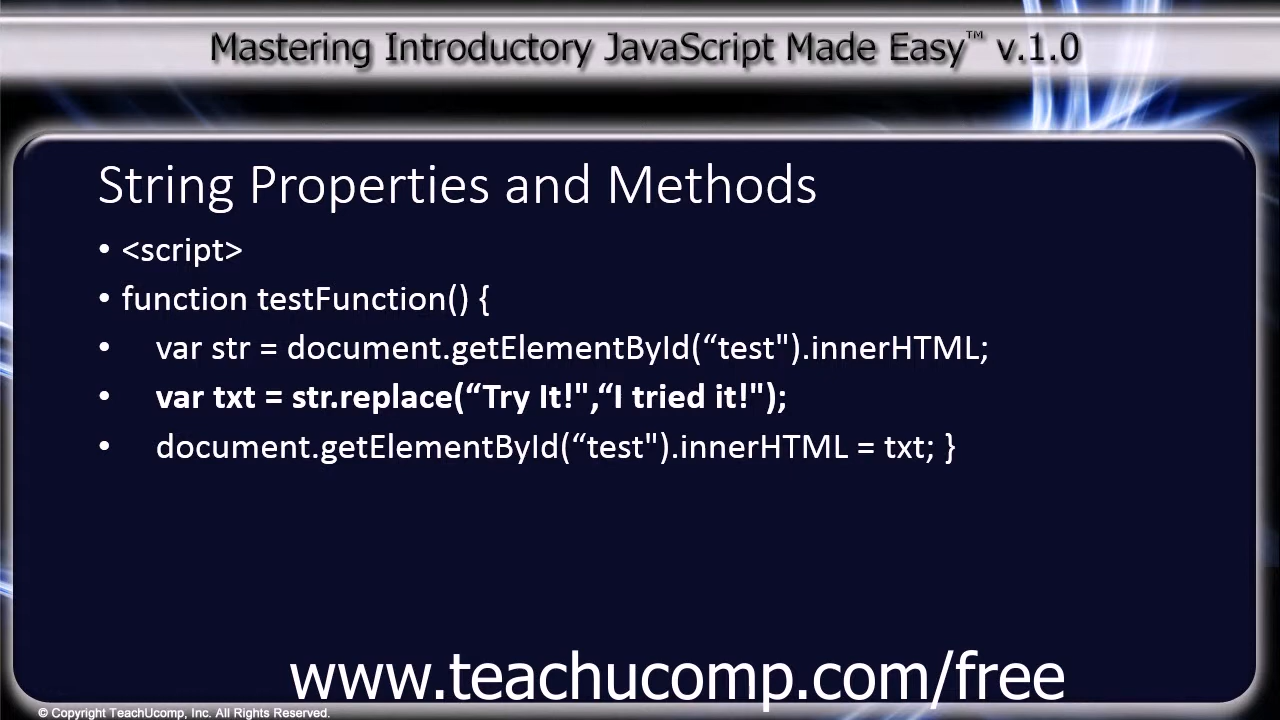 Mastering Introductory JavaScript Made Easy™ v.1.0
String Properties and Methods
• <script>
• function testFunction() {
• var str = document.getElementById(“test").innerHTML;
• var txt = str.replace(“Try It!",“I tried it!");
• document.getElementById(“test").innerHTML = txt; }
www.teachucomp.com/free
© Copyright TeachUcomp, Inc. All Rights Reserved.